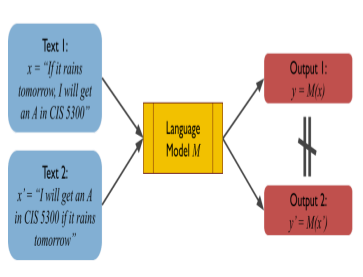 Text 1:
x = "If it rains
tomorrow, I will get
an A in CIS 5300"
Text 2:
x' = "I will get an A
in CIS 5300 if it rains
tomorrow"
Language
Model M
Output 1:
y = M(x)
Output 2:
y' = M(x')